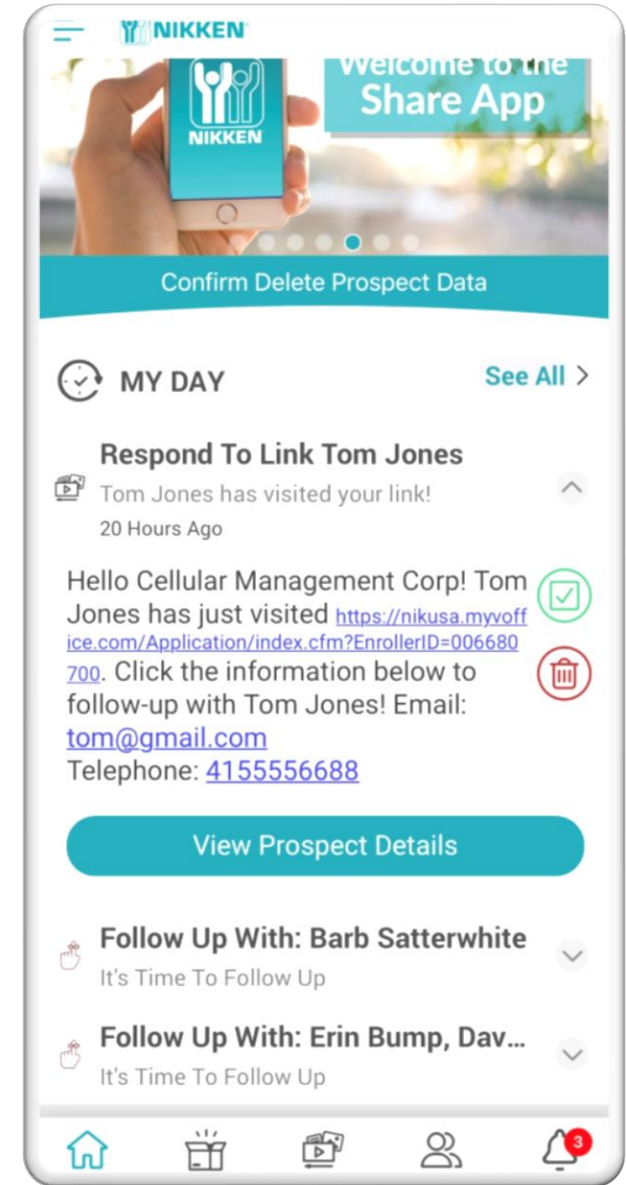 NIKKEN
Welcome to the
Share App
NIKKEN
Confirm Delete Prospect Data
MY DAY
See All >
Respond To Link Tom Jones
Tom Jones has visited your link!
20 Hours Ago
Hello Cellular Management Corp! Tom
Jones has just visited https://nikusa.myvoff
ice.com/Application/index.cfm?EnrollerID=006680
700. Click the information below to
follow-up with Tom Jones! Email:
tom@gmail.com
Telephone: 4155556688
View Prospect Details
Follow Up With: Barb Satterwhite
It's Time To Follow Up
Follow Up With: Erin Bump, Dav...
It's Time To Follow Up
3